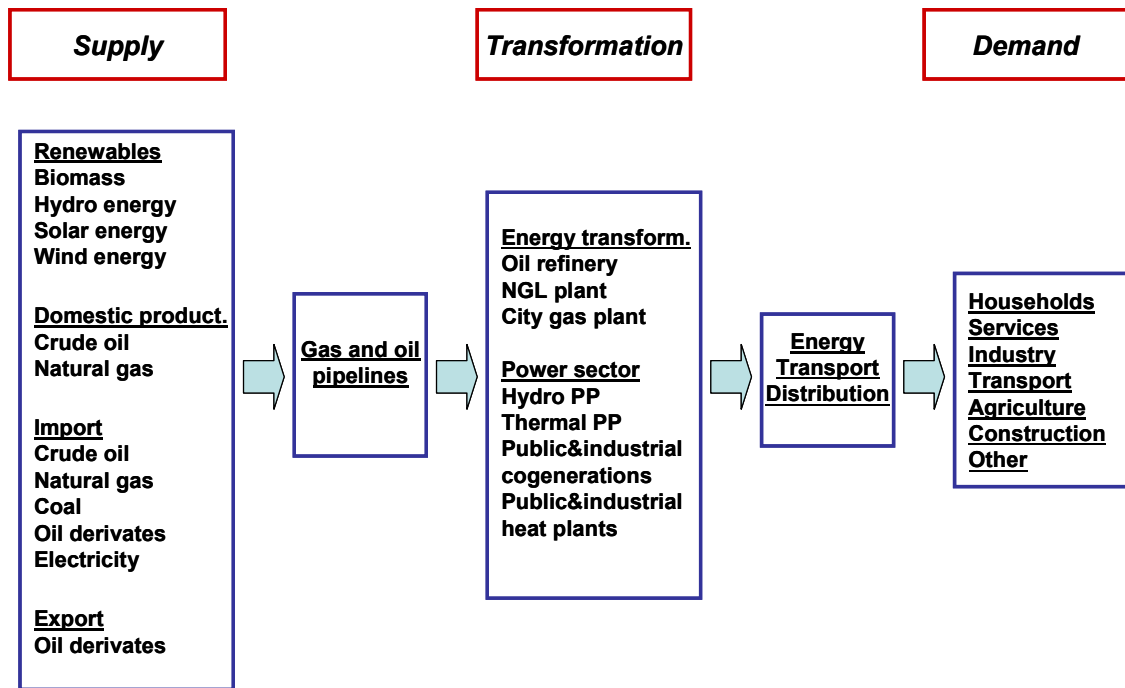 Supply
Transformation
Demand
Renewables
Biomass
Hydro energy
Solar energy
Wind energy
Domestic product.
Crude oil
Natural gas
Import
Crude oil
Natural gas
Coal
Oil derivates
Electricity
Export
Oil derivates
Gas and oil
pipelines
Energy transform.
Oil refinery
NGL plant
City gas plant
Power sector
Hydro PP
Thermal PP
Public&industrial
cogenerations
Public&industrial
heat plants
Energy
Transport
Distribution
Households
Services
Industry
Transport
Agriculture
Construction
Other